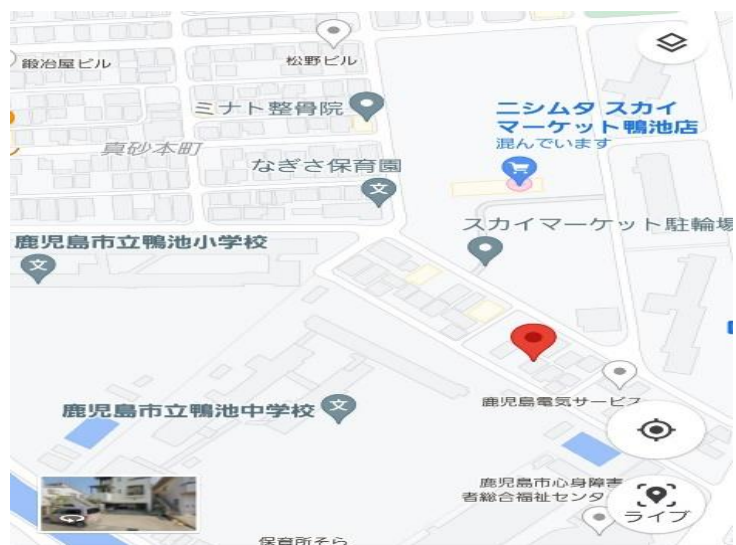 松野ビル
鍛冶屋ビル
ミナト整骨院
ニシムタ スカイ
マーケット鴨池店
混んでいます
真砂本町
なぎさ保育園
スカイマーケット駐輪場
鹿児島市立鴨池小学校
鹿児島電気サービス
鹿児島市立鴨池中学校
鹿児島市心身障害
者総合福祉センタ
ライブ
保育所そら
文
文
文